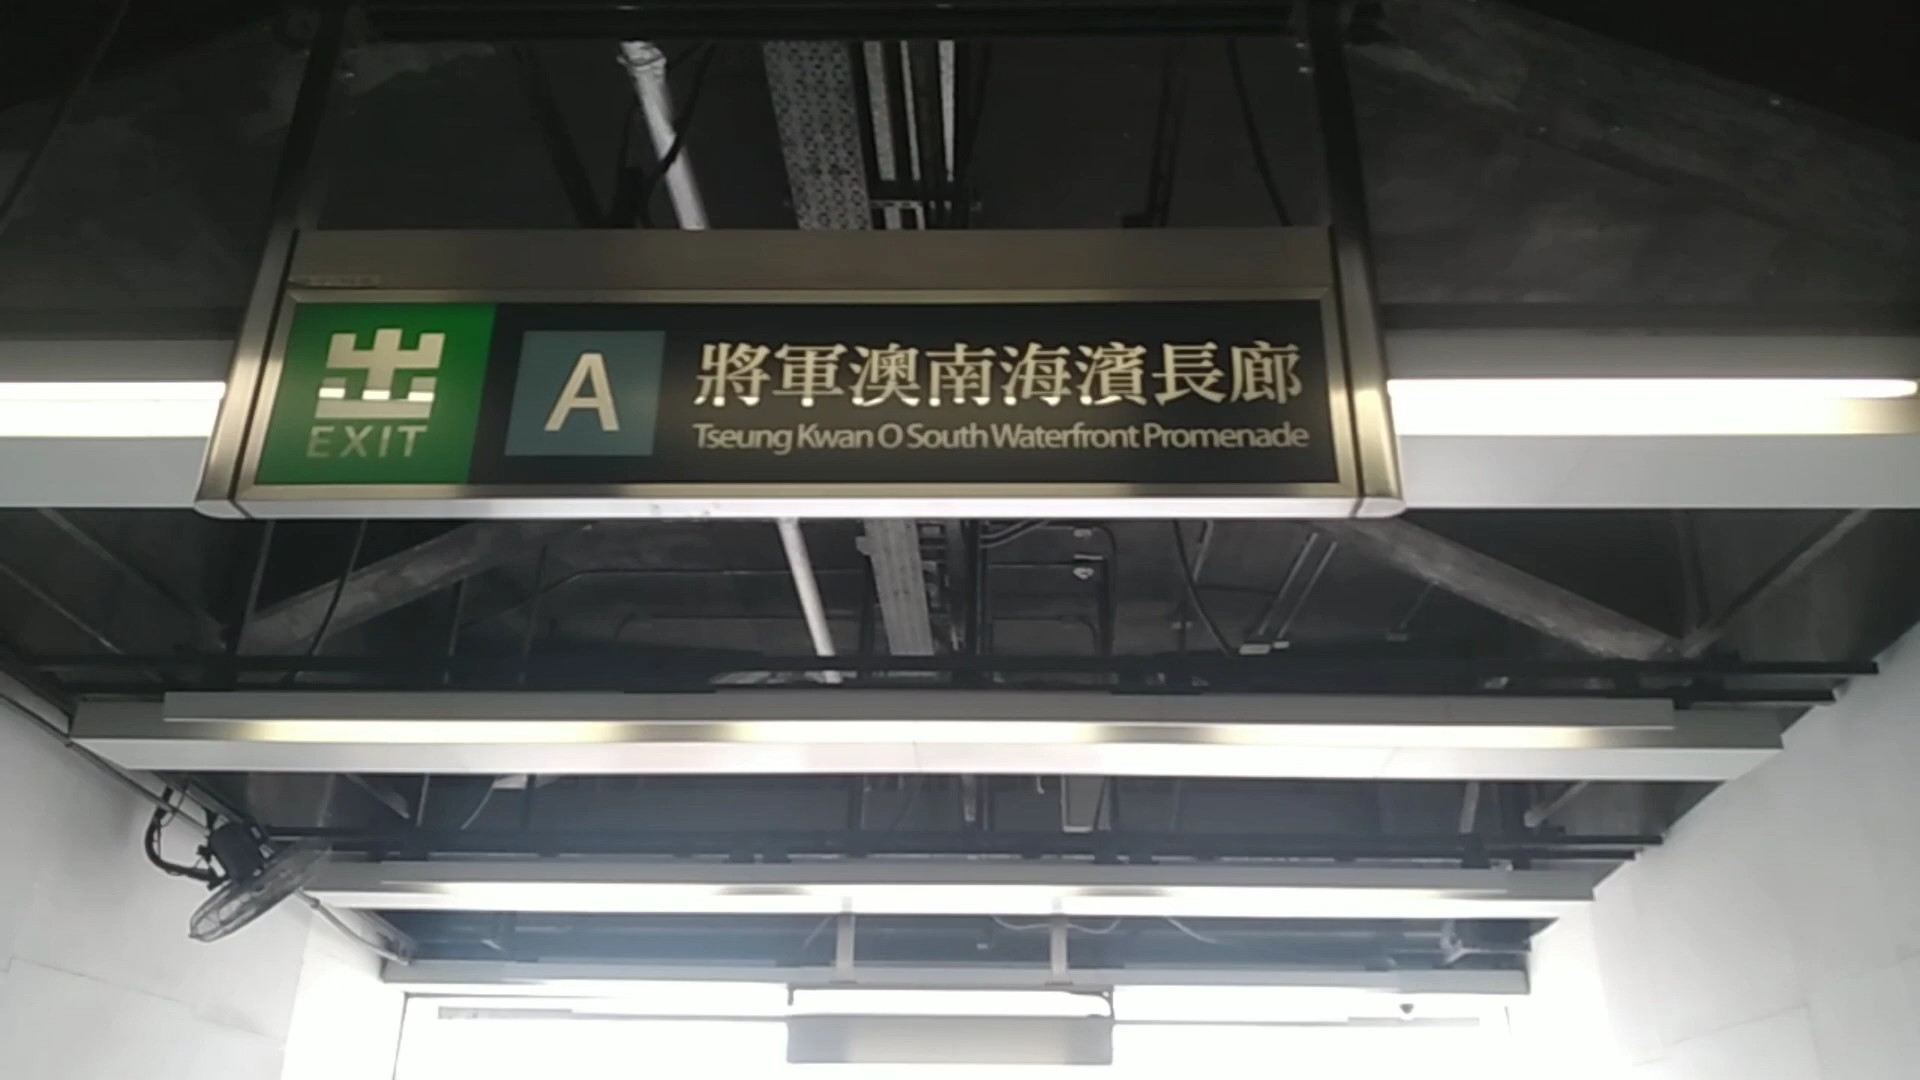 出
EXIT
A
將軍澳南海濱長廊
Tseung Kwan O South Waterfront Promenade